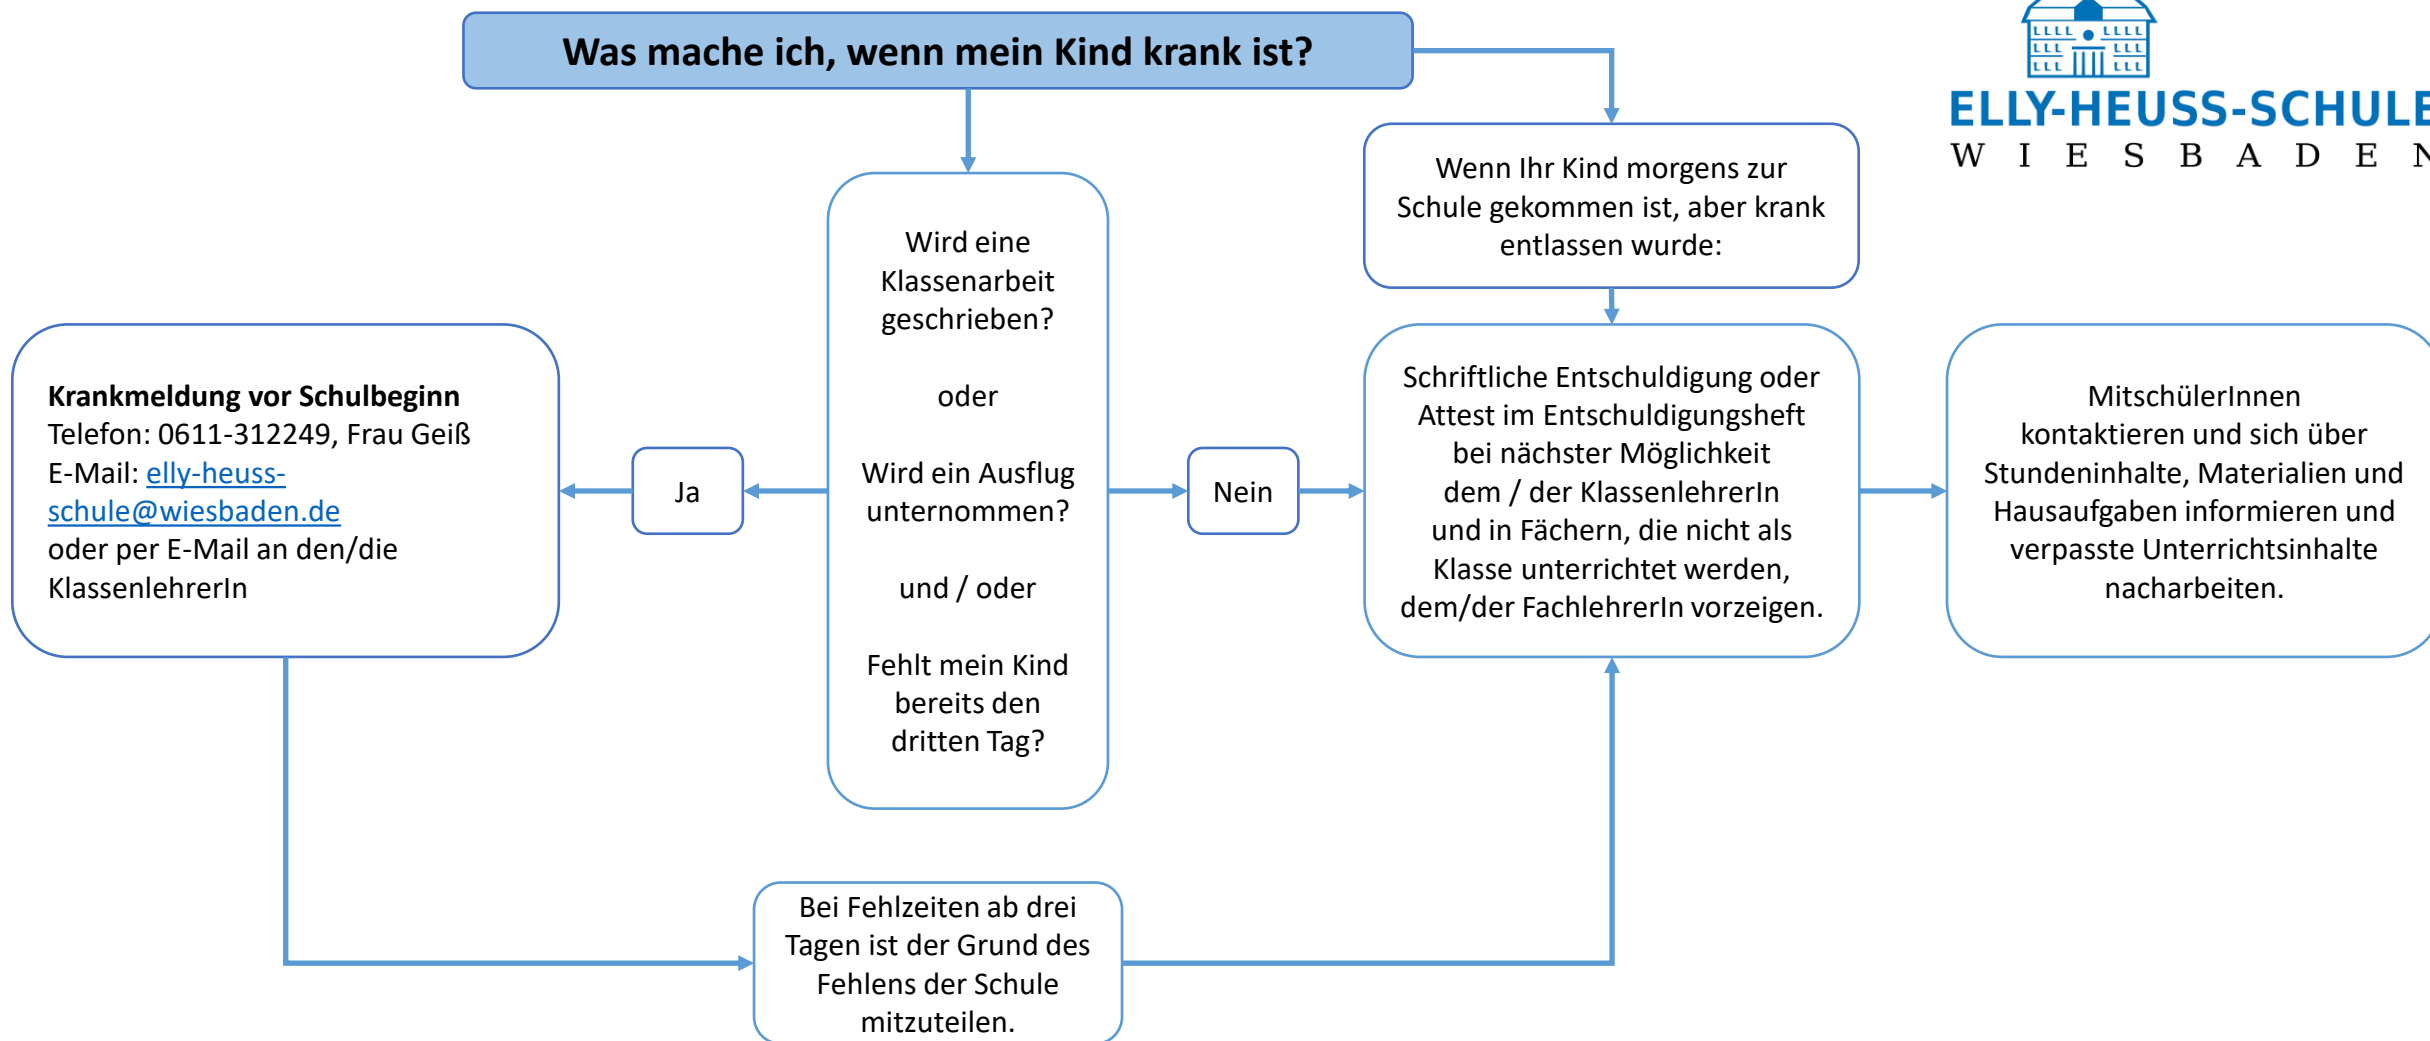 Was mache ich, wenn mein Kind krank ist?
ELLY-HEUSS-SCHULE
WIESBADEN
Wenn Ihr Kind morgens zur
Schule gekommen ist, aber krank
entlassen wurde:
Wird eine
Klassenarbeit
geschrieben?
oder
Wird ein Ausflug
unternommen?
und / oder
Fehlt mein Kind
bereits den
dritten Tag?
Ja
Nein
Krankmeldung vor Schulbeginn
Telefon: 0611-312249, Frau Geiß
E-Mail: elly-heuss-
schule@wiesbaden.de
oder per E-Mail an den/die
KlassenlehrerIn
Schriftliche Entschuldigung oder
Attest im Entschuldigungsheft
bei nächster Möglichkeit
dem / der KlassenlehrerIn
und in Fächern, die nicht als
Klasse unterrichtet werden,
dem/der FachlehrerIn vorzeigen.
MitschülerInnen
kontaktieren und sich über
Stundeninhalte, Materialien und
Hausaufgaben informieren und
verpasste Unterrichtsinhalte
nacharbeiten.
Bei Fehlzeiten ab drei
Tagen ist der Grund des
Fehlens der Schule
mitzuteilen.